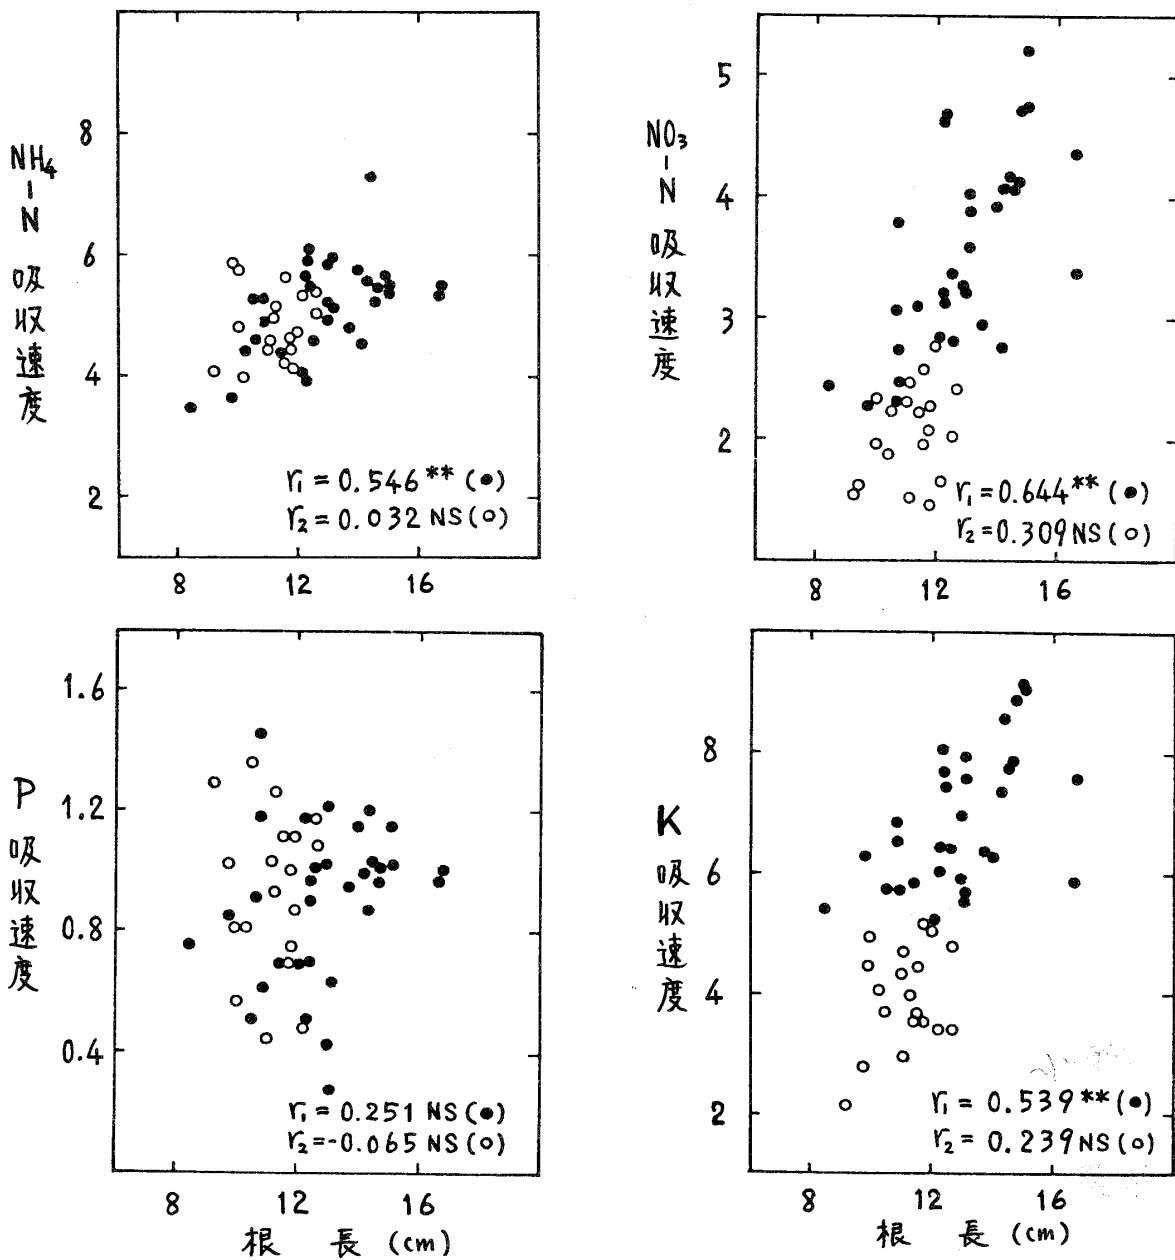 NH₄-N 吸収速度
8
6
4
2
r₁ = 0.546** (●)
r₂ = 0.032 NS (○)
8 12 16
NO₃-N 吸収速度
5
4
3
2
r₁ = 0.644** (●)
r₂ = 0.309 NS (○)
8 12 16
P 吸収速度
1.6
1.2
0.8
0.4
r₁ = 0.251 NS (●)
r₂ = -0.065 NS (○)
8 12 16
根 長 (cm)
K 吸収速度
8
6
4
2
r₁ = 0.539** (●)
r₂ = 0.239 NS (○)
8 12 16
根 長 (cm)